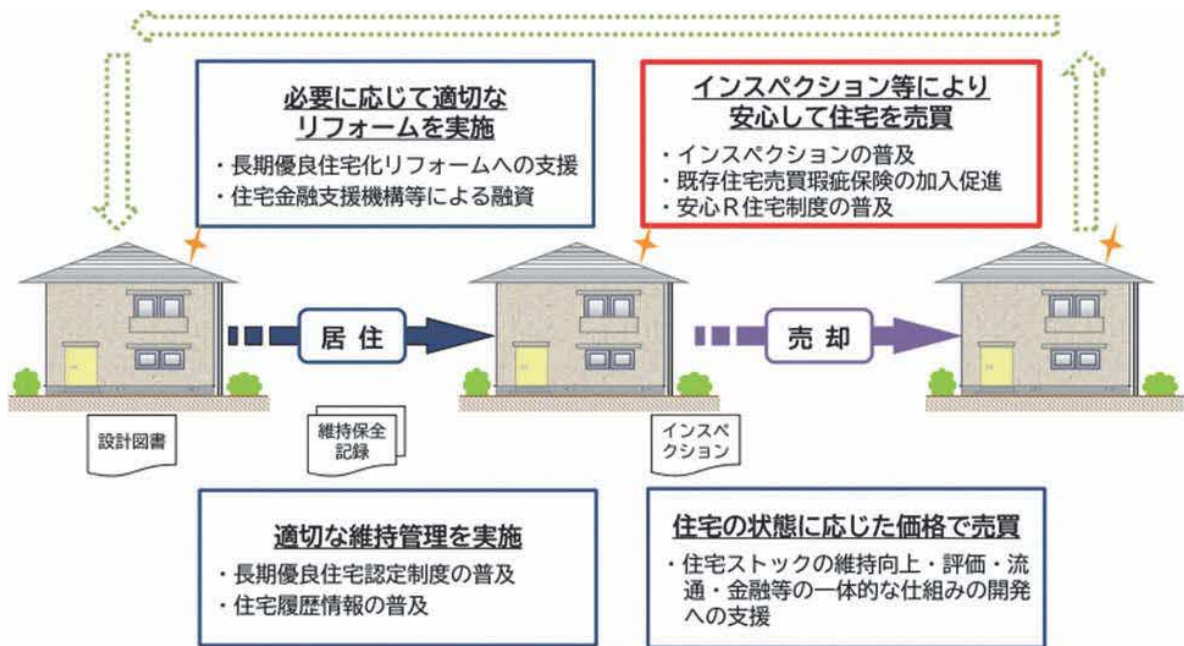 必要に応じて適切な
リフォームを実施
・長期優良住宅化リフォームへの支援
・住宅金融支援機構等による融資
インスペクション等により
安心して住宅を売買
・インスペクションの普及
・既存住宅売買瑕疵保険の加入促進
・安心R住宅制度の普及
居住
売却
設計図書
維持保全
記録
インスペ
クション
適切な維持管理を実施
・長期優良住宅認定制度の普及
・住宅履歴情報の普及
住宅の状態に応じた価格で売買
・住宅ストックの維持向上・評価・流
通・金融等の一体的な仕組みの開発
への支援